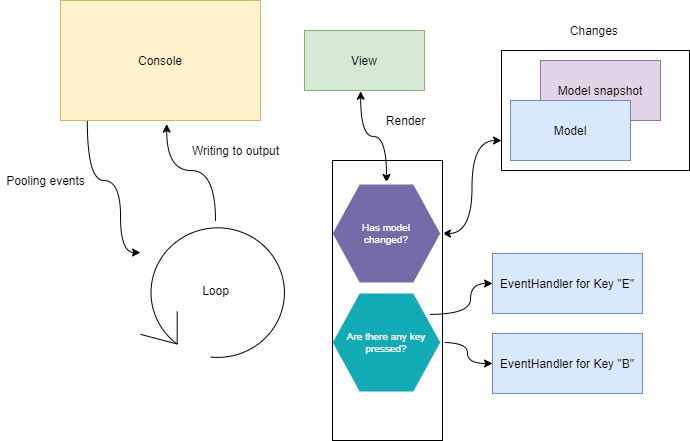 Changes
Console
View
Model snapshot
Render
Model
Writing to output
Pooling events
Has model
changed?
Loop
EventHandler for Key "E"
Are there any key
pressed?
EventHandler for Key "B"